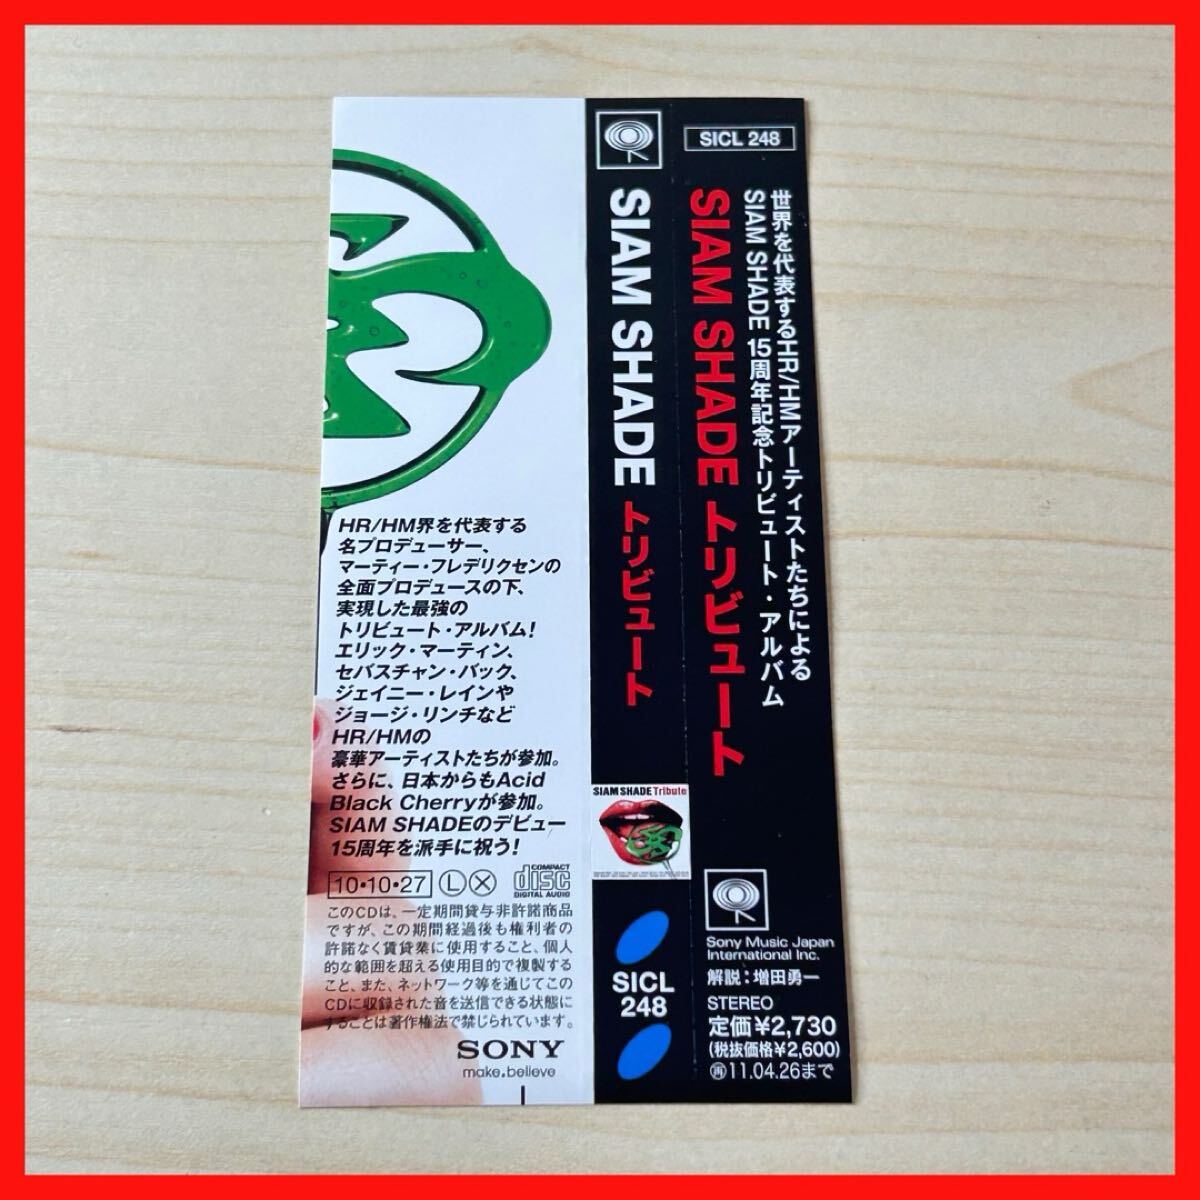 SICL 248
世界を代表するHR/HMアーティストたちによる
SIAM SHADE 15周年記念トリビュート・アルバム
SIAM SHADE トリビュート
Sony Music Japan
International Inc.
解説：増田勇一
STEREO
定価¥2,730
(税抜価格¥2,600)
再11.04.26まで
SIAM SHADE トリビュート
SIAM SHADE Tribute
SICL
248
HR/HM界を代表する
名プロデューサー、
マーティー・フレデリクセンの
全面プロデュースの下、
実現した最強の
トリビュート・アルバム!
エリック・マーティン、
セバスチャン・バック、
ジェイニー・レインや
ジョージ・リンチなど
HR/HMの
豪華アーティストたちが参加。
さらに、日本からもAcid
Black Cherryが参加。
SIAM SHADEのデビュー
15周年を派手に祝う!
10•10•27 Ⓛ Ⓧ COMPACT disc DIGITAL AUDIO
このCDは、一定期間貸与非許諾商品
ですが、この期間経過後も権利者の
許諾なく賃貸業に使用すること、個人
的な範囲を超える使用目的で複製する
こと、また、ネットワーク等を通じてこの
CDに収録された音を送信できる状態に
することは著作権法で禁じられています。
SONY
make.believe